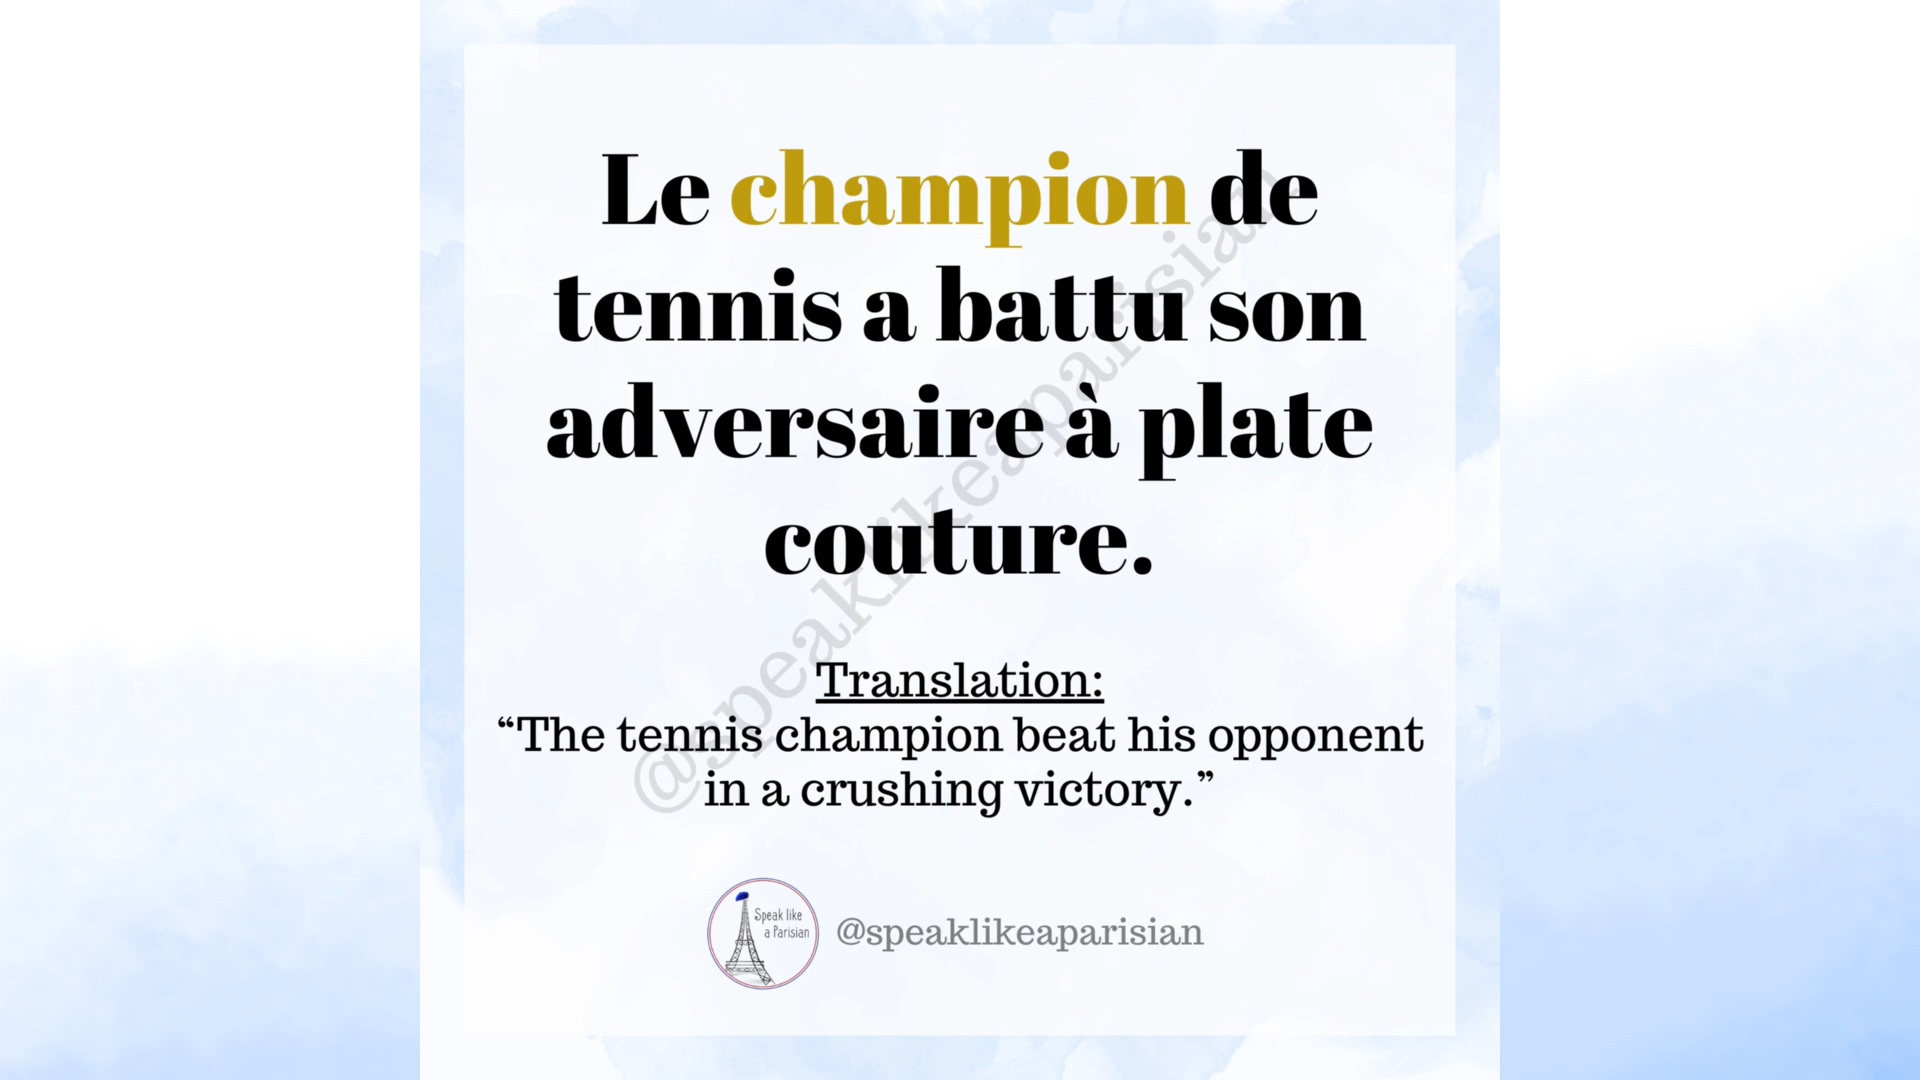 Le champion de
tennis a battu son
adversaire à plate
couture.
Translation:
“The tennis champion beat his opponent
in a crushing victory.”
@speaklikeaparisian
Speak like
a Parisian
@speaklikeaparisian